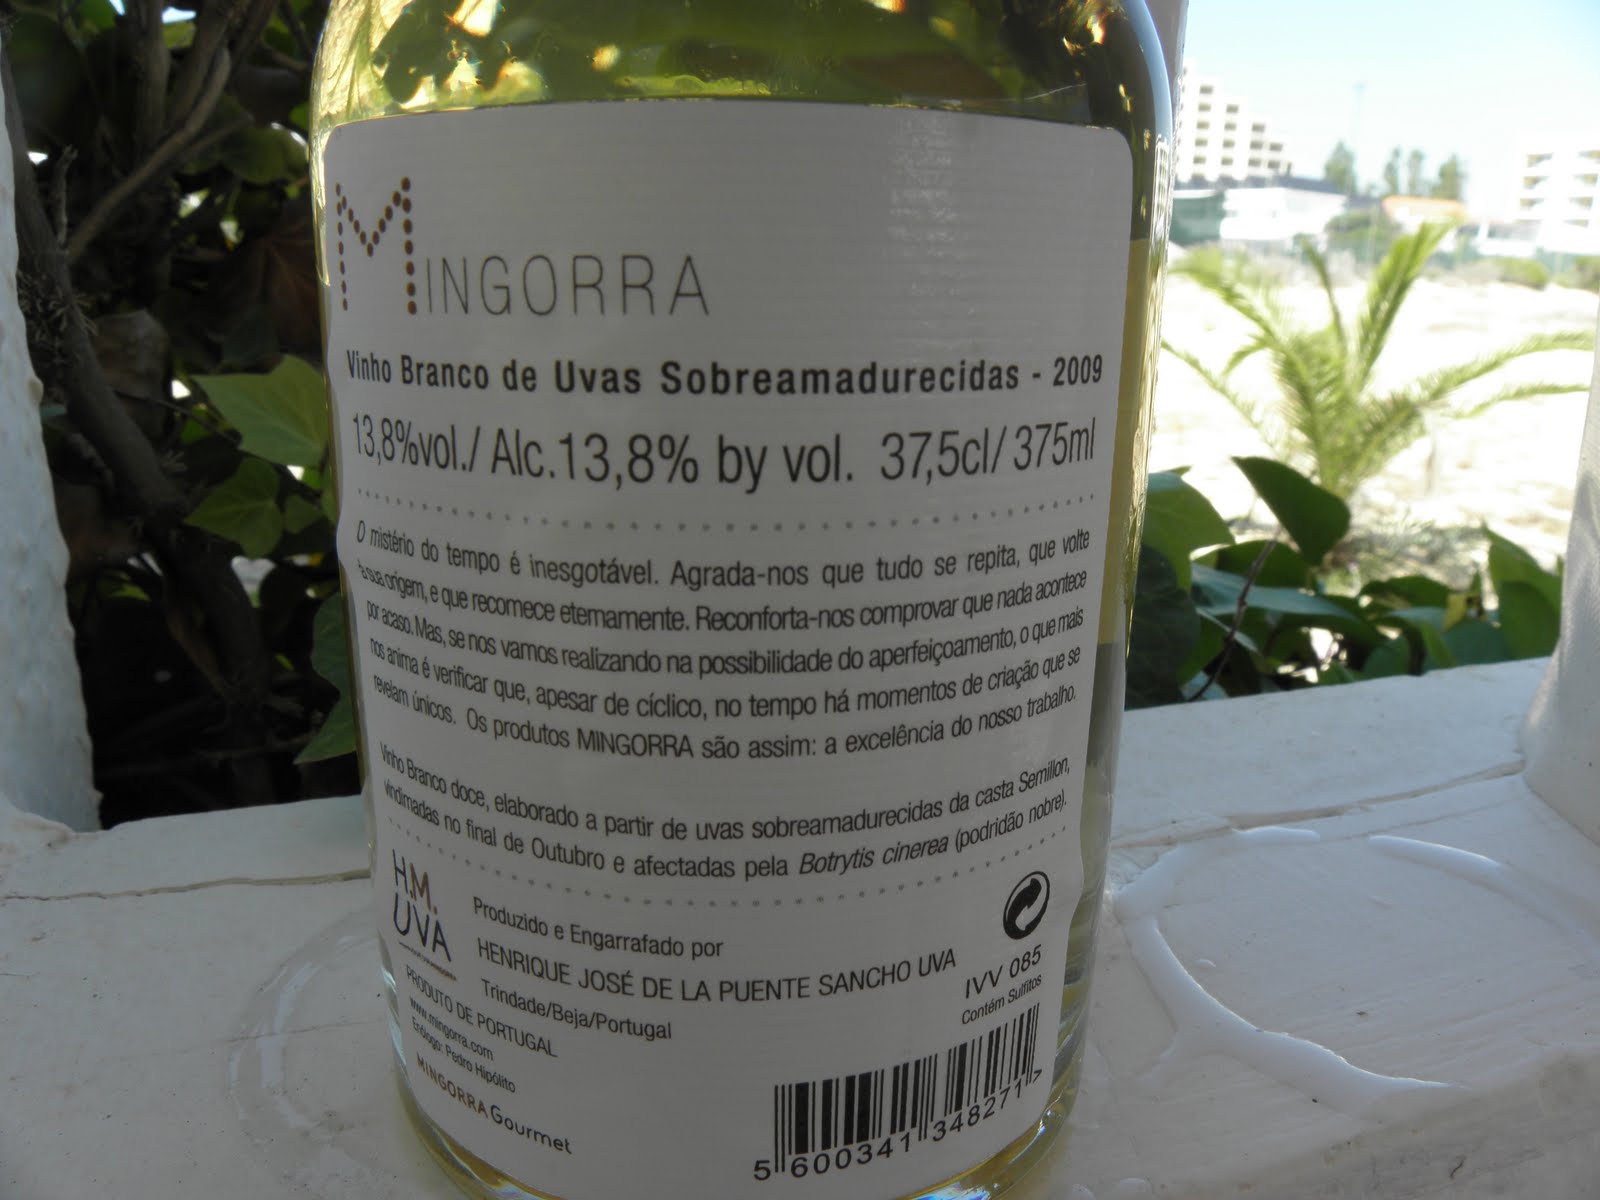 MINGORRA
Vinho Branco de Uvas Sobreamadurecidas - 2009
13,8%vol./ Alc.13,8% by vol. 37,5cl/ 375ml
O mistério do tempo é inesgotável. Agrada-nos que tudo se repita, que volte
à sua origem, e que recomece eternamente. Reconforta-nos comprovar que nada acontece
por acaso. Mas, se nos vamos realizando na possibilidade do aperfeiçoamento, o que mais
nos anima é verificar que, apesar de cíclico, no tempo há momentos de criação que se
revelam únicos. Os produtos MINGORRA são assim: a excelência do nosso trabalho.
Vinho Branco doce, elaborado a partir de uvas sobreamadurecidas da casta Semillon,
vindimadas no final de Outubro e afectadas pela Botrytis cinerea (podridão nobre).
H.M.
UVA
Produzido e Engarrafado por
HENRIQUE JOSÉ DE LA PUENTE SANCHO UVA
Trindade/Beja/Portugal
IVV 085
Contém Sulfitos
PRODUTO DE PORTUGAL
www.mingorra.com
Enólogo: Pedro Hipólito
MINGORRA Gourmet
5 600341 348271